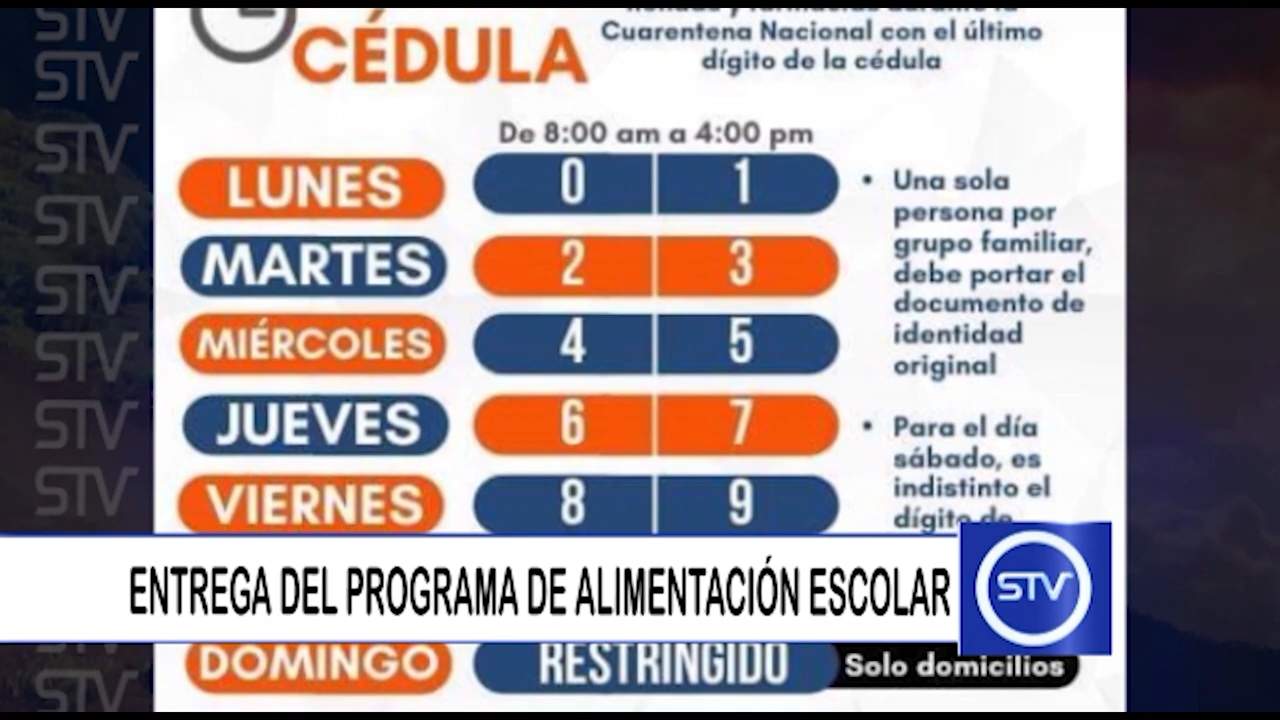 CÉDULA
Cuarentena Nacional con el último
dígito de la cédula
De 8:00 am a 4:00 pm
LUNES 0 1
MARTES 2 3
MIÉRCOLES 4 5
JUEVES 6 7
VIERNES 8 9
DOMINGO RESTRINGIDO Solo domicilios
• Una sola
persona por
grupo familiar,
debe portar el
documento de
identidad
original
• Para el día
sábado, es
indistinto el
dígito de
ENTREGA DEL PROGRAMA DE ALIMENTACIÓN ESCOLAR
STV
STV
STV
STV
STV
STV
STV
STV
STV
STV
STV